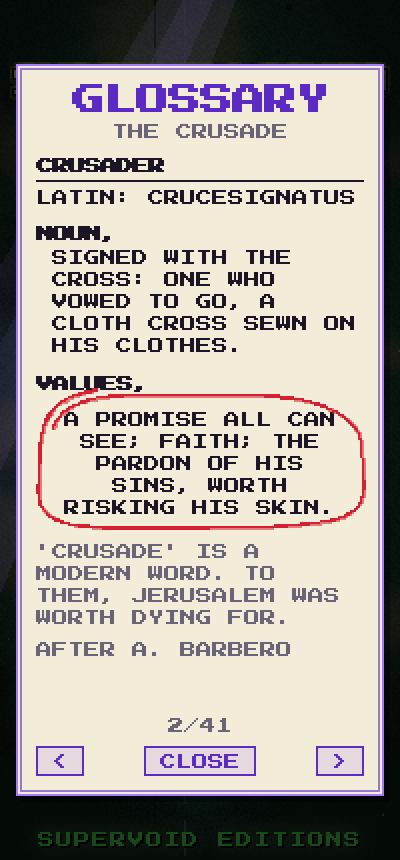 GLOSSARY
THE CRUSADE
CRUSADER
LATIN: CRUCESIGNATUS
NOUN,
SIGNED WITH THE
CROSS: ONE WHO
VOWED TO GO, A
CLOTH CROSS SEWN ON
HIS CLOTHES.
VALUES,
A PROMISE ALL CAN
SEE; FAITH; THE
PARDON OF HIS
SINS, WORTH
RISKING HIS SKIN.
'CRUSADE' IS A
MODERN WORD. TO
THEM, JERUSALEM WAS
WORTH DYING FOR.
AFTER A. BARBERO
2/41
< CLOSE >
SUPERVOID EDITIONS